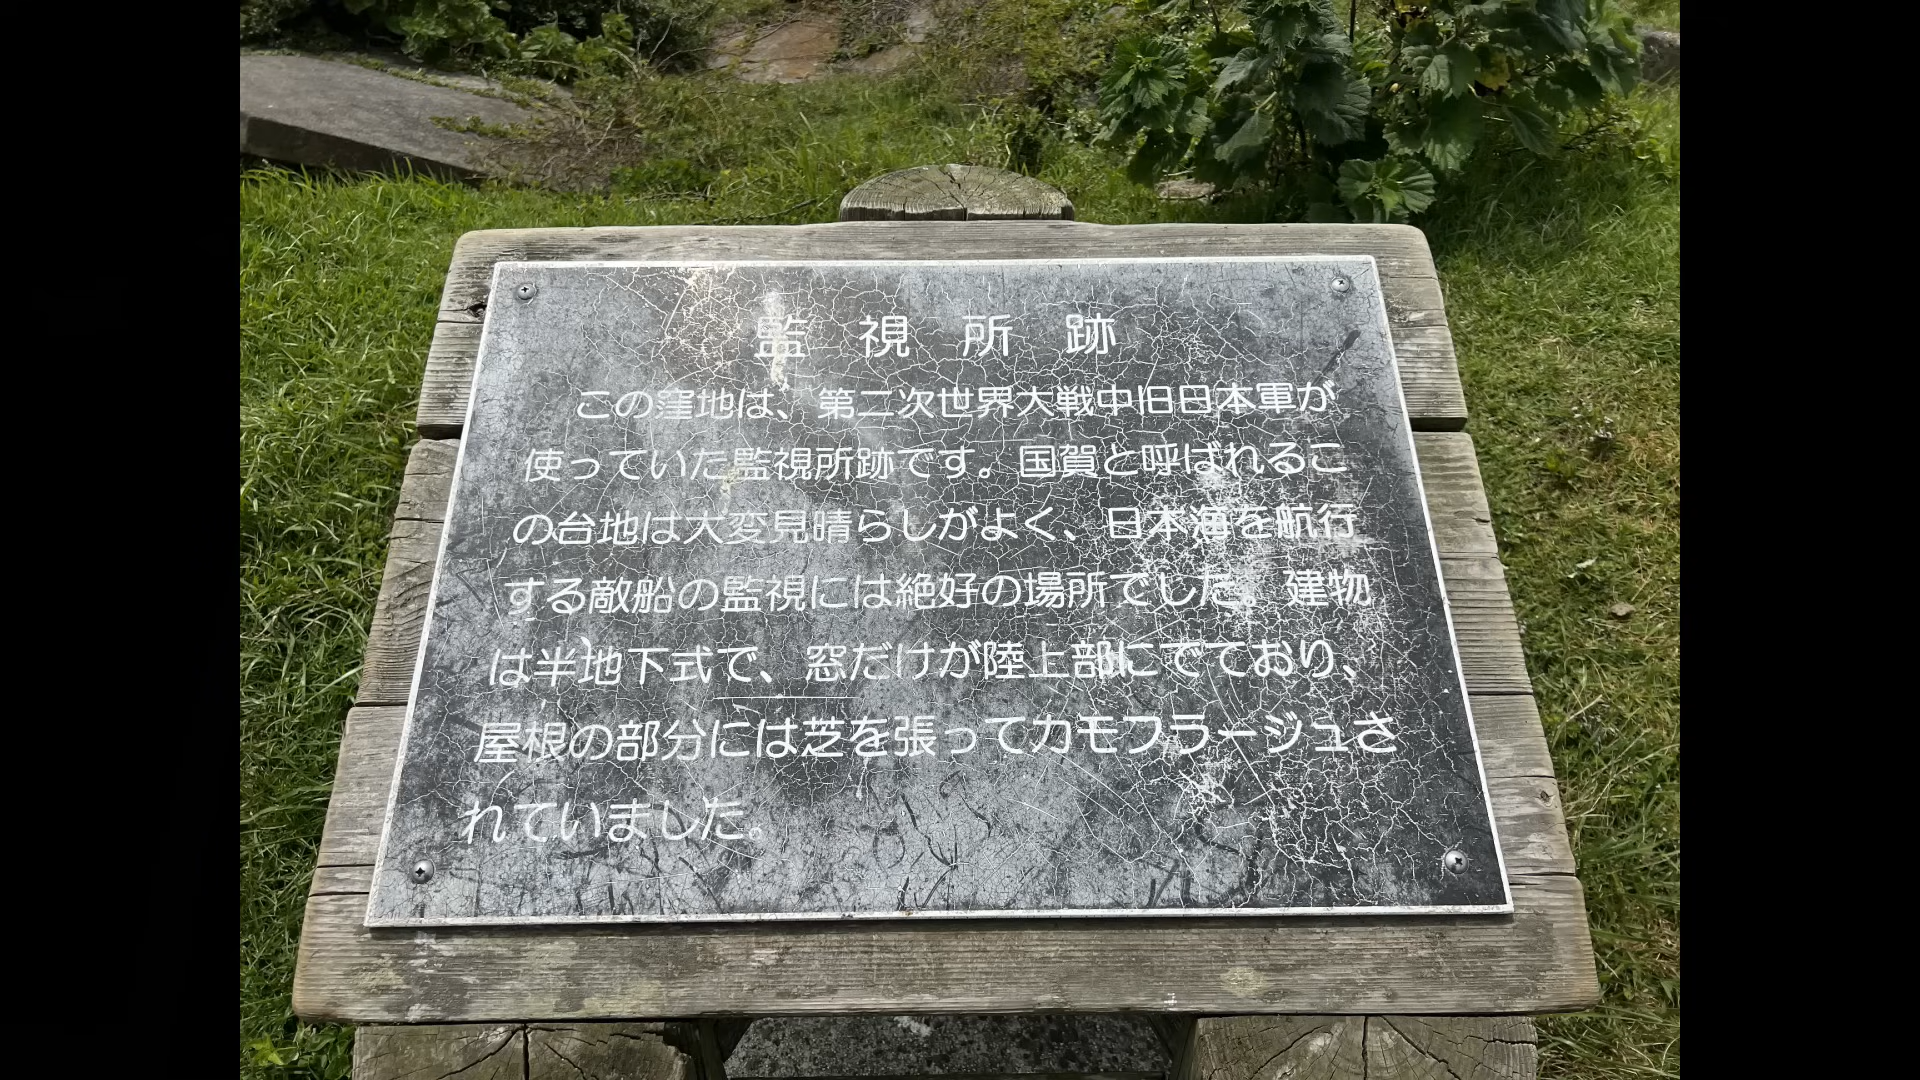 監視所跡
この窪地は、第二次世界大戦中旧日本軍が
使っていた監視所跡です。国賀と呼ばれるこ
の台地は大変見晴らしがよく、日本海を航行
する敵船の監視には絶好の場所でした。建物
は半地下式で、窓だけが陸上部にでており、
屋根の部分には芝を張ってカモフラージュさ
れていました。